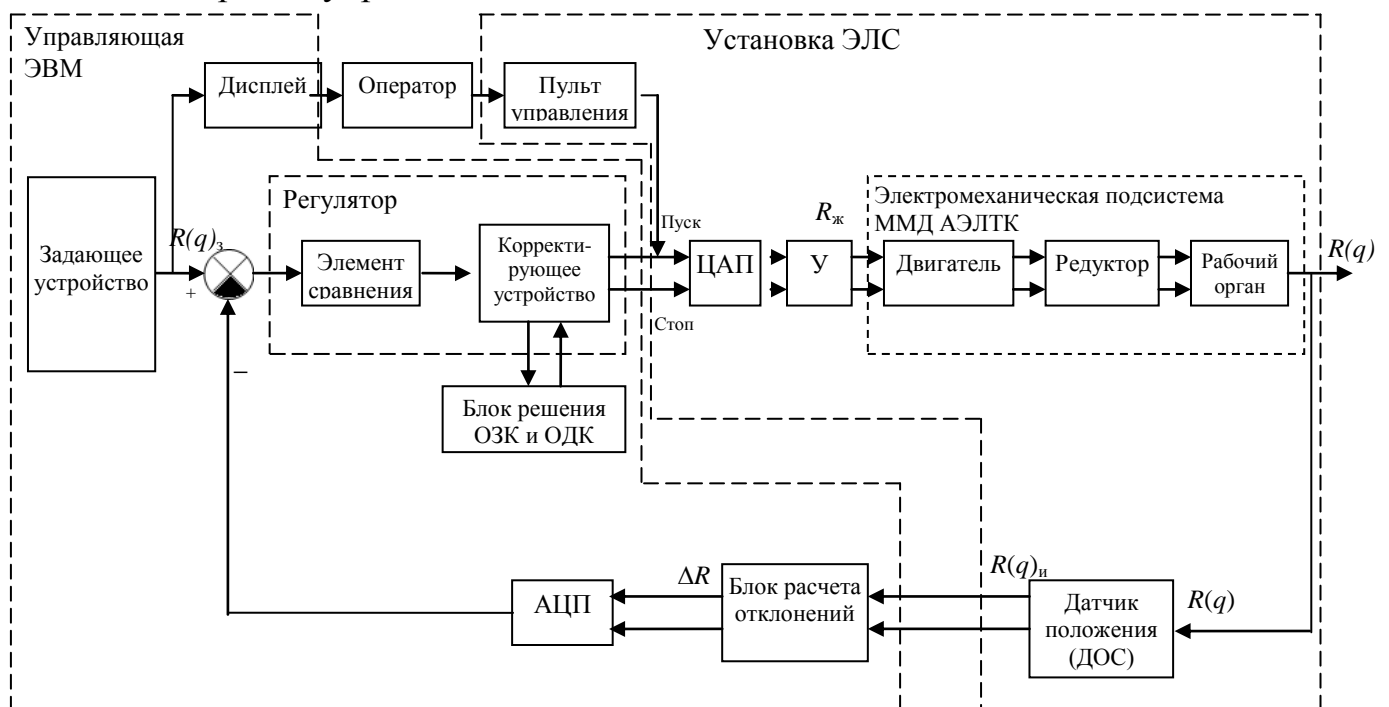 Управляющая
ЭВМ
Установка ЭЛС
Дисплей
Оператор
Пульт
управления
Задающее
устройство
R(q)з
+
−
Регулятор
Элемент
сравнения
Корректи-
рующее
устройство
Блок решения
ОЗК и ОДК
Пуск
Стоп
ЦАП
Rж
У
Электромеханическая подсистема
ММД АЭЛТК
Двигатель
Редуктор
Рабочий
орган
R(q)
АЦП
ΔR
Блок расчета
отклонений
R(q)и
Датчик
положения
(ДОС)
R(q)